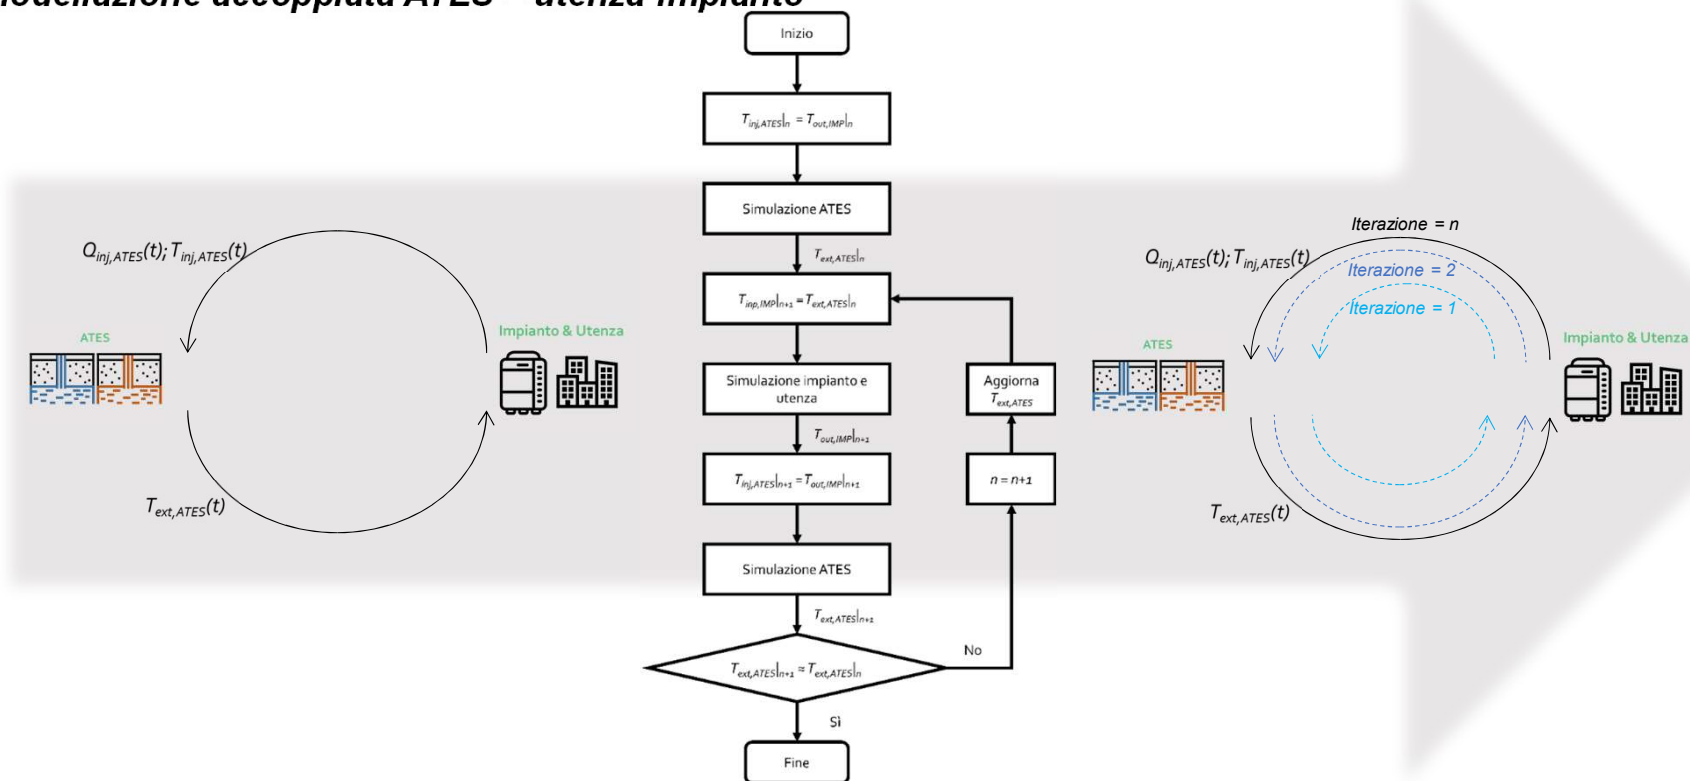 modellazione accoppiata ATES – utenza-impianto
Q_inj,ATES(t); T_inj,ATES(t)
ATES
Impianto & Utenza
T_ext,ATES(t)
Inizio
T_inj,ATES|n = T_out,IMP|n
Simulazione ATES
T_ext,ATES|n
T_inp,IMP|n+1 = T_ext,ATES|n
Simulazione impianto e
utenza
T_out,IMP|n+1
T_inj,ATES|n+1 = T_out,IMP|n+1
Simulazione ATES
T_ext,ATES|n+1
T_ext,ATES|n+1 ≈ T_ext,ATES|n
Sì
Fine
No
n = n+1
Aggiorna
T_ext,ATES
Iterazione = n
Q_inj,ATES(t); T_inj,ATES(t)
Iterazione = 2
Iterazione = 1
ATES
Impianto & Utenza
T_ext,ATES(t)